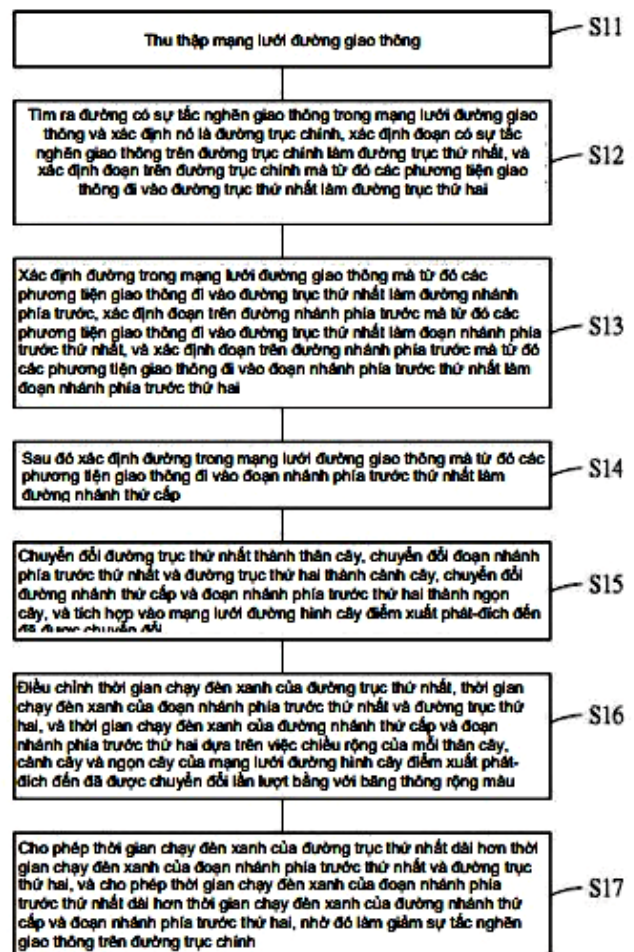 Thu thập mạng lưới đường giao thông
S11
Tìm ra đường có sự tắc nghẽn giao thông trong mạng lưới đường giao
thông và xác định nó là đường trục chính, xác định đoạn có sự tắc
nghẽn giao thông trên đường trục chính làm đường trục thứ nhất, và
xác định đoạn trên đường trục chính mà từ đó các phương tiện giao
thông đi vào đường trục thứ nhất làm đường trục thứ hai
S12
Xác định đường trong mạng lưới đường giao thông mà từ đó các
phương tiện giao thông đi vào đường trục thứ nhất làm đường nhánh
phía trước, xác định đoạn trên đường nhánh phía trước mà từ đó các
phương tiện giao thông đi vào đường trục thứ nhất làm đoạn nhánh phía
trước thứ nhất, và xác định đoạn trên đường nhánh phía trước mà từ đó
các phương tiện giao thông đi vào đoạn nhánh phía trước thứ nhất làm
đoạn nhánh phía trước thứ hai
S13
Sau đó xác định đường trong mạng lưới đường giao thông mà từ đó các
phương tiện giao thông đi vào đoạn nhánh phía trước thứ nhất làm
đường nhánh thứ cấp
S14
Chuyển đổi đường trục thứ nhất thành thân cây, chuyển đổi đoạn nhánh
phía trước thứ nhất và đường trục thứ hai thành cành cây, chuyển đổi
đường nhánh thứ cấp và đoạn nhánh phía trước thứ hai thành ngọn
cây, và tích hợp vào mạng lưới đường hình cây điểm xuất phát-đích đến
đã được chuyển đổi
S15
Điều chỉnh thời gian chạy đèn xanh của đường trục thứ nhất, thời gian
chạy đèn xanh của đoạn nhánh phía trước thứ nhất và đường trục thứ
hai, và thời gian chạy đèn xanh của đường nhánh thứ cấp và đoạn
nhánh phía trước thứ hai dựa trên việc chiều rộng của mỗi thân cây,
cành cây và ngọn cây của mạng lưới đường hình cây điểm xuất phát-
đích đến đã được chuyển đổi lần lượt bằng với băng thông rộng màu
S16
Cho phép thời gian chạy đèn xanh của đường trục thứ nhất dài hơn thời
gian chạy đèn xanh của đoạn nhánh phía trước thứ nhất và đường trục
thứ hai, và cho phép thời gian chạy đèn xanh của đoạn nhánh phía
trước thứ nhất dài hơn thời gian chạy đèn xanh của đường nhánh thứ
cấp và đoạn nhánh phía trước thứ hai, nhờ đó làm giảm sự tắc nghẽn
giao thông trên đường trục chính
S17